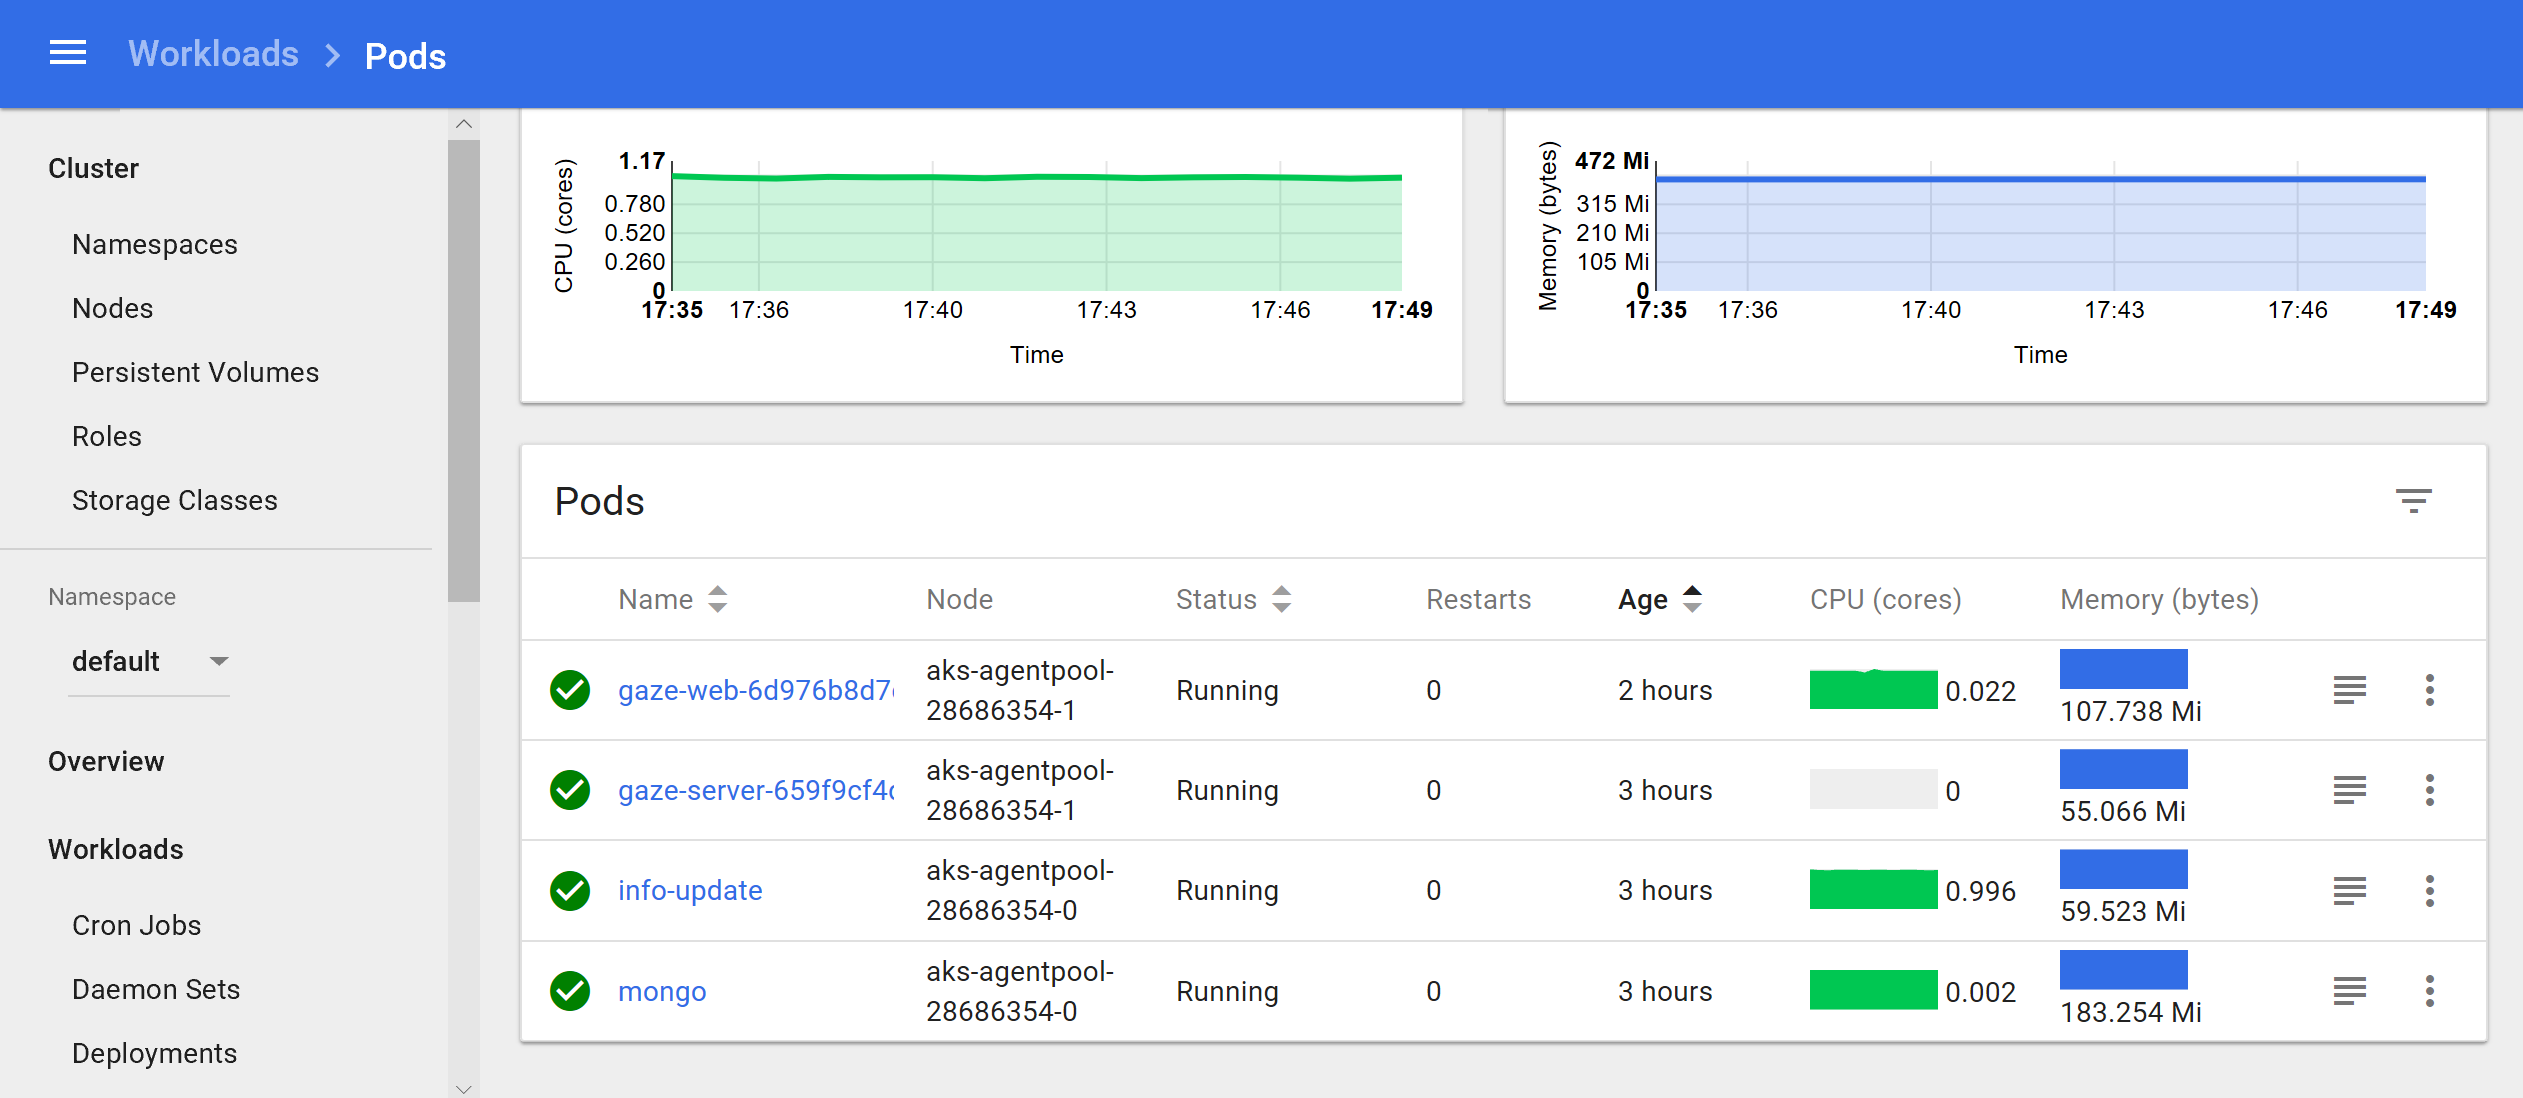 Workloads > Pods
Cluster
Namespaces
Nodes
Persistent Volumes
Roles
Storage Classes
Namespace
default
Overview
Workloads
Cron Jobs
Daemon Sets
Deployments
CPU (cores)
1.17
0.780
0.520
0.260
0
17:35 17:36 17:40 17:43 17:46 17:49
Time
Memory (bytes)
472 Mi
315 Mi
210 Mi
105 Mi
0
17:35 17:36 17:40 17:43 17:46 17:49
Time
Pods
Name Node Status Restarts Age CPU (cores) Memory (bytes)
gaze-web-6d976b8d7 aks-agentpool-
28686354-1 Running 0 2 hours 0.022 107.738 Mi
gaze-server-659f9cf4 aks-agentpool-
28686354-1 Running 0 3 hours 0 55.066 Mi
info-update aks-agentpool-
28686354-0 Running 0 3 hours 0.996 59.523 Mi
mongo aks-agentpool-
28686354-0 Running 0 3 hours 0.002 183.254 Mi